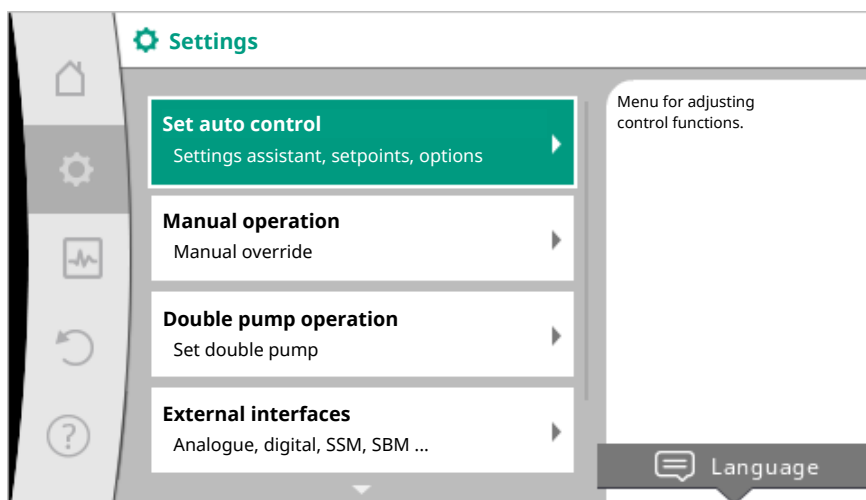 Settings
Set auto control
Settings assistant, setpoints, options
Manual operation
Manual override
Double pump operation
Set double pump
External interfaces
Analogue, digital, SSM, SBM ...
Menu for adjusting
control functions.
?
Language